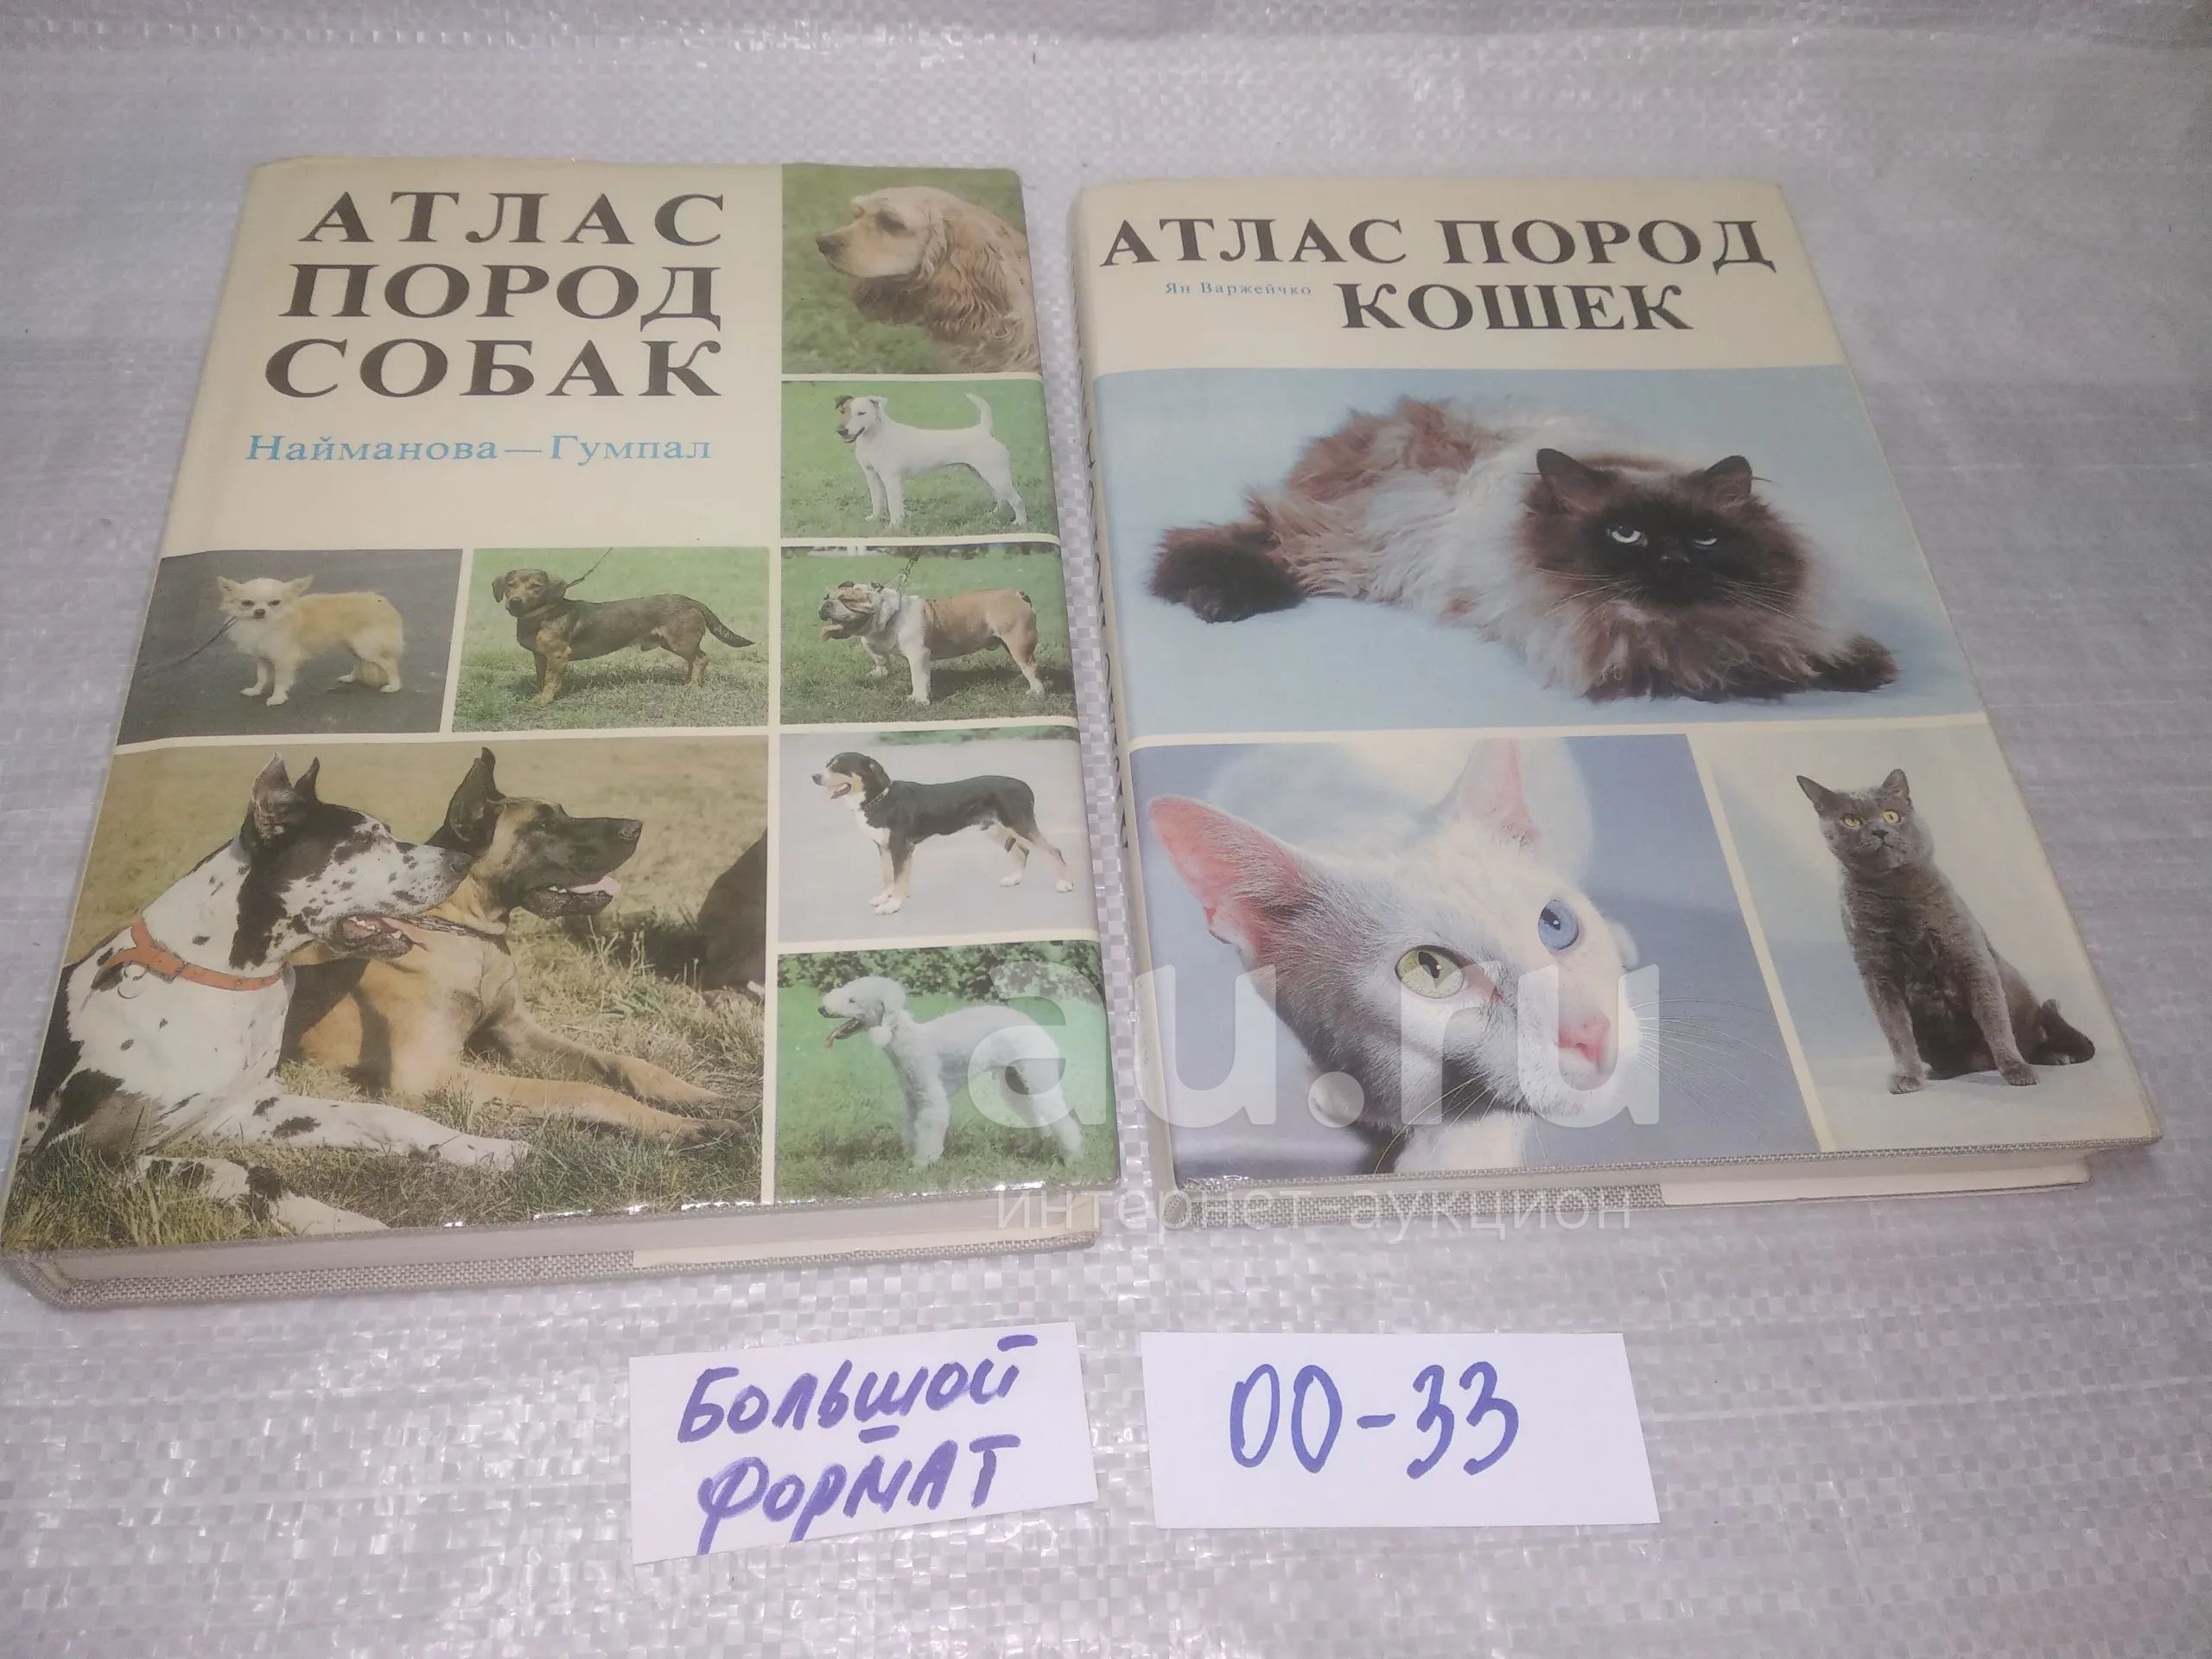 АТЛАС
ПОРОД
СОБАК
Найманова—Гумпал
АТЛАС ПОРОД
Ян Варжейчко
КОШЕК
au.ru
интернет-аукцион
БОЛЬШОЙ
ФОРМАТ
00-33